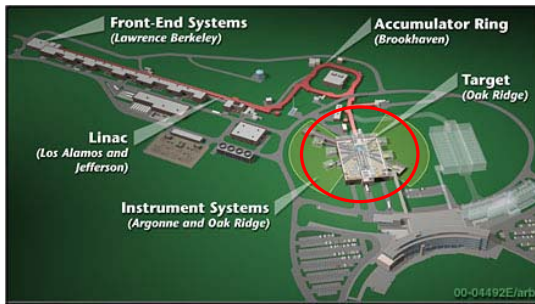 Front-End Systems
(Lawrence Berkeley)
Accumulator Ring
(Brookhaven)
Target
(Oak Ridge)
Linac
(Los Alamos and
Jefferson)
Instrument Systems
(Argonne and Oak Ridge)
00-04492E/arb